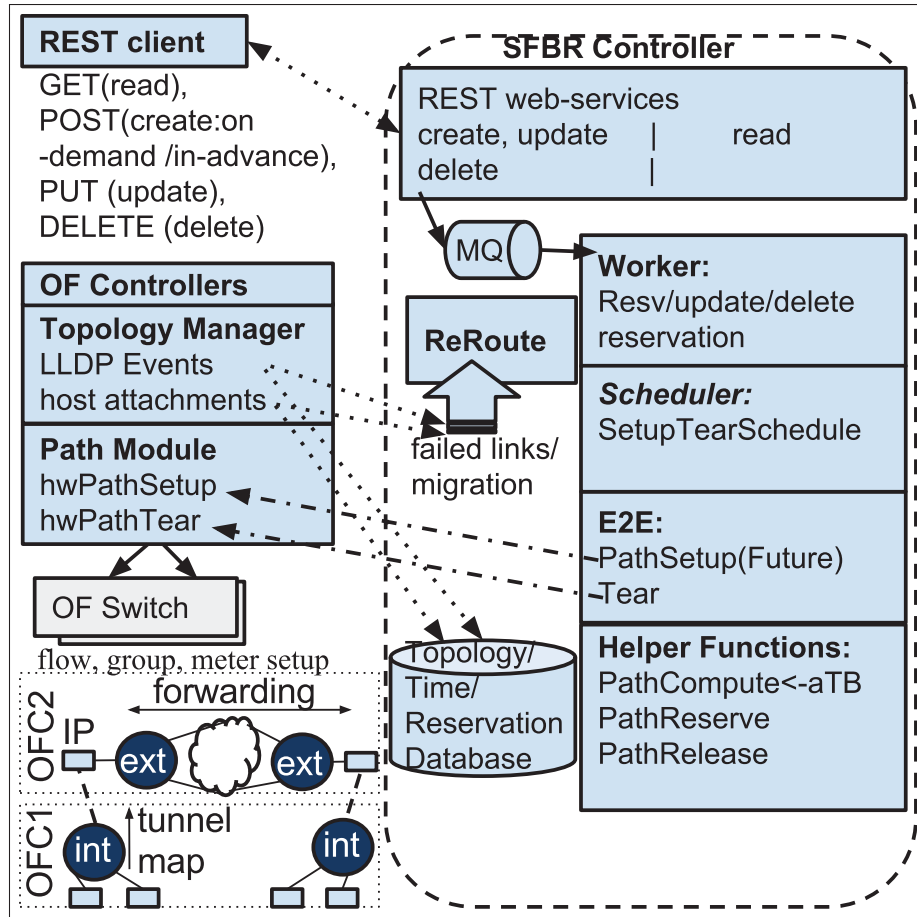 REST client
GET(read),
POST(create:on
-demand /in-advance),
PUT (update),
DELETE (delete)
SFBR Controller
REST web-services
create, update | read
delete |
MQ
OF Controllers
Topology Manager
LLDP Events
host attachments
Path Module
hwPathSetup
hwPathTear
OF Switch
flow, group, meter setup
ReRoute
failed links/
migration
Worker:
Resv/update/delete
reservation
Scheduler:
SetupTearSchedule
E2E:
PathSetup(Future)
Tear
Helper Functions:
PathCompute<-aTB
PathReserve
PathRelease
Topology/
Time/
Reservation
Database
OFC2
forwarding
IP
ext
ext
OFC1
int
tunnel
map
int